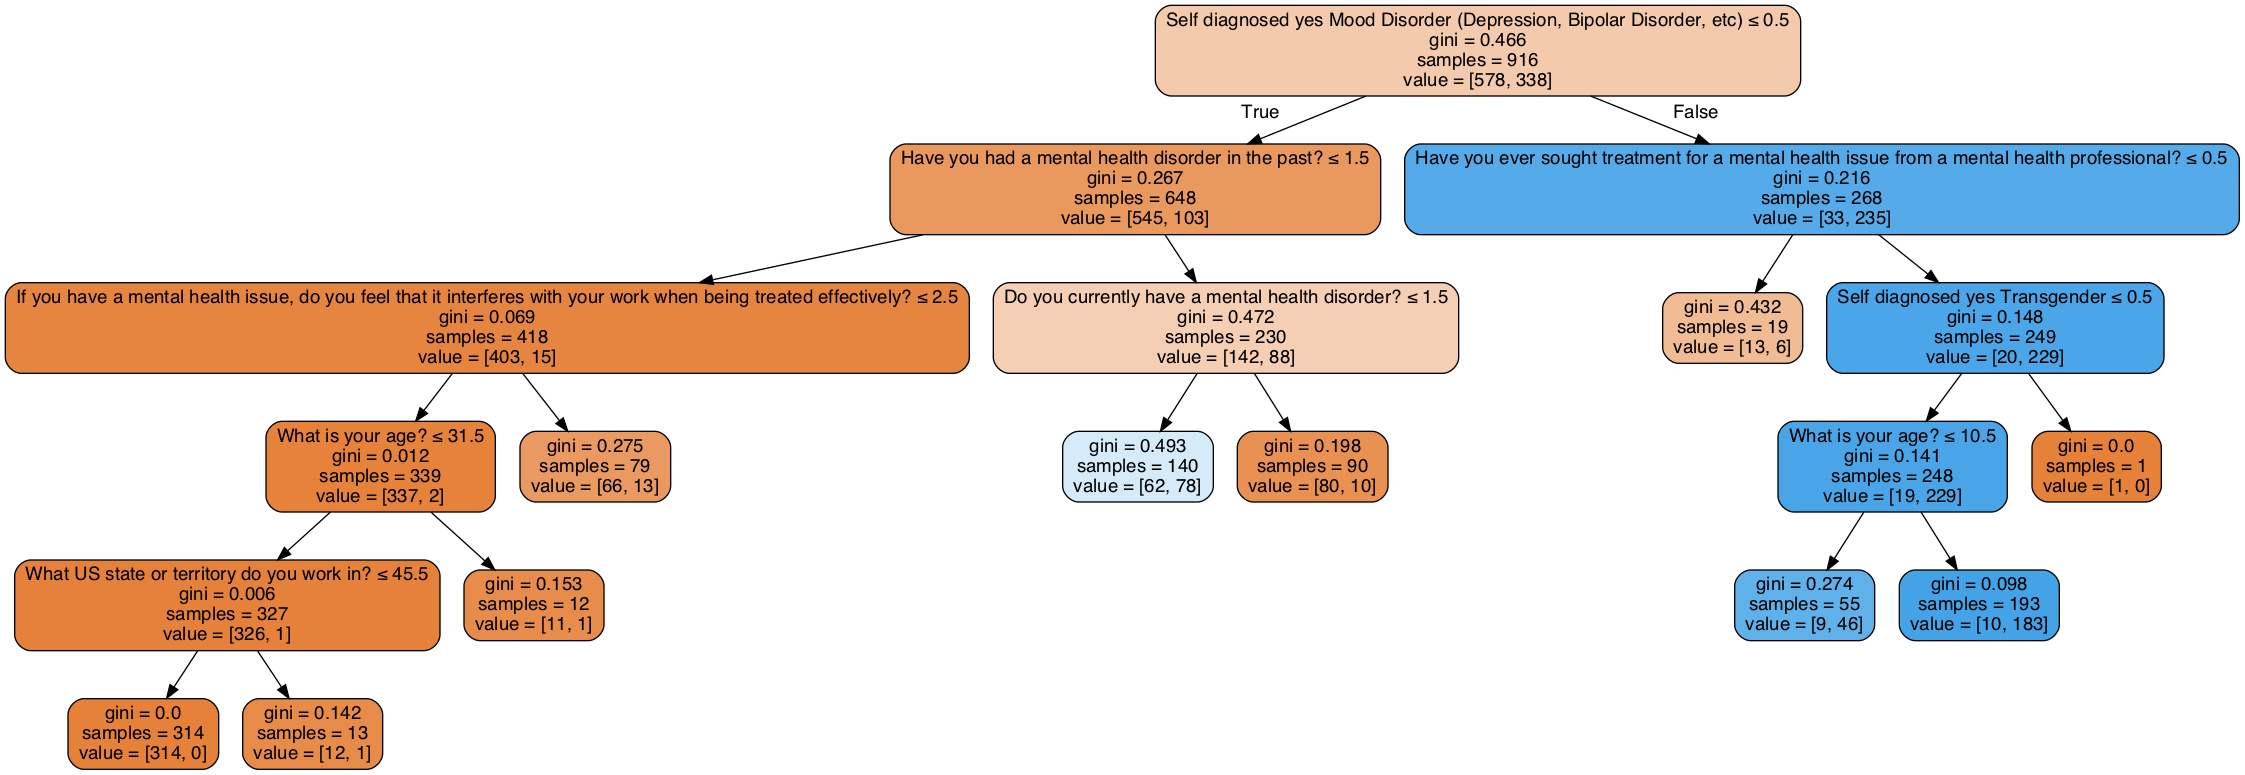 Self diagnosed yes Mood Disorder (Depression, Bipolar Disorder, etc) ≤ 0.5
gini = 0.466
samples = 916
value = [578, 338]
True
False
Have you had a mental health disorder in the past? ≤ 1.5
gini = 0.267
samples = 648
value = [545, 103]
Have you ever sought treatment for a mental health issue from a mental health professional? ≤ 0.5
gini = 0.216
samples = 268
value = [33, 235]
If you have a mental health issue, do you feel that it interferes with your work when being treated effectively? ≤ 2.5
gini = 0.069
samples = 418
value = [403, 15]
Do you currently have a mental health disorder? ≤ 1.5
gini = 0.472
samples = 230
value = [142, 88]
gini = 0.432
samples = 19
value = [13, 6]
Self diagnosed yes Transgender ≤ 0.5
gini = 0.148
samples = 249
value = [20, 229]
What is your age? ≤ 31.5
gini = 0.012
samples = 339
value = [337, 2]
gini = 0.275
samples = 79
value = [66, 13]
gini = 0.493
samples = 140
value = [62, 78]
gini = 0.198
samples = 90
value = [80, 10]
What is your age? ≤ 10.5
gini = 0.141
samples = 248
value = [19, 229]
gini = 0.0
samples = 1
value = [1, 0]
What US state or territory do you work in? ≤ 45.5
gini = 0.006
samples = 327
value = [326, 1]
gini = 0.153
samples = 12
value = [11, 1]
gini = 0.274
samples = 55
value = [9, 46]
gini = 0.098
samples = 193
value = [10, 183]
gini = 0.0
samples = 314
value = [314, 0]
gini = 0.142
samples = 13
value = [12, 1]